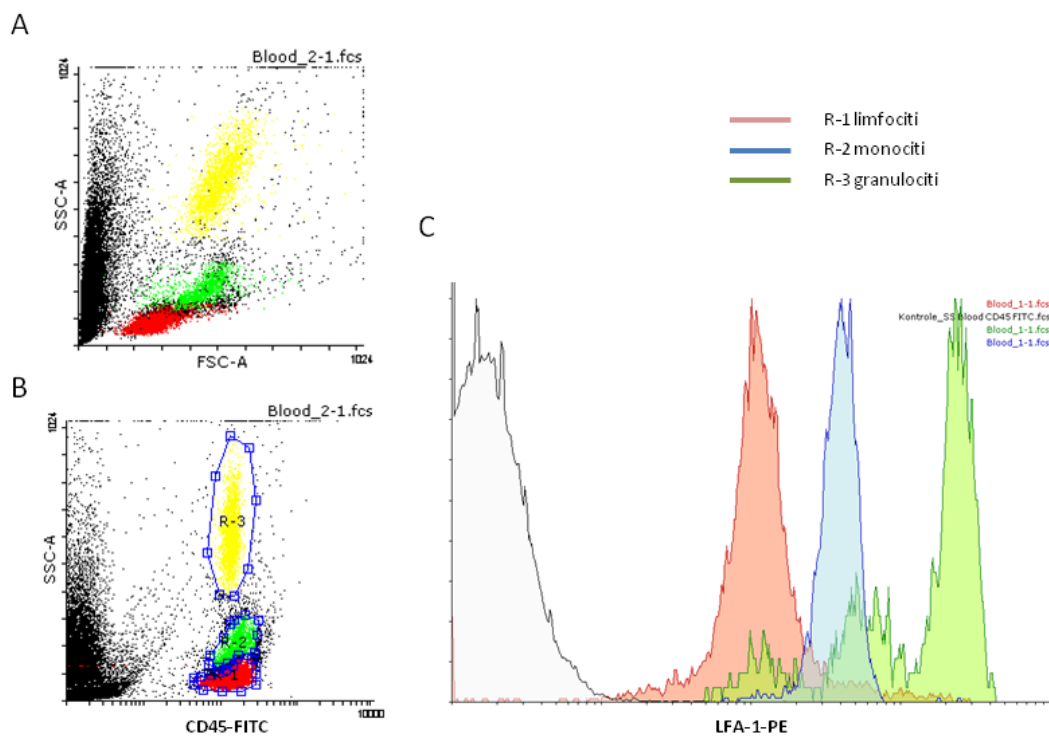 A
Blood_2-1.fcs
1024
SSC-A
FSC-A
1024
R-1 limfociti
R-2 monociti
R-3 granulociti
B
Blood_2-1.fcs
1024
SSC-A
R-3
R-2
1
CD45-FITC
10000
C
Blood_1-1.fcs
Kontrole_SS Blood CD45 FITC.fcs
Blood_1-1.fcs
Blood_1-1.fcs
LFA-1-PE